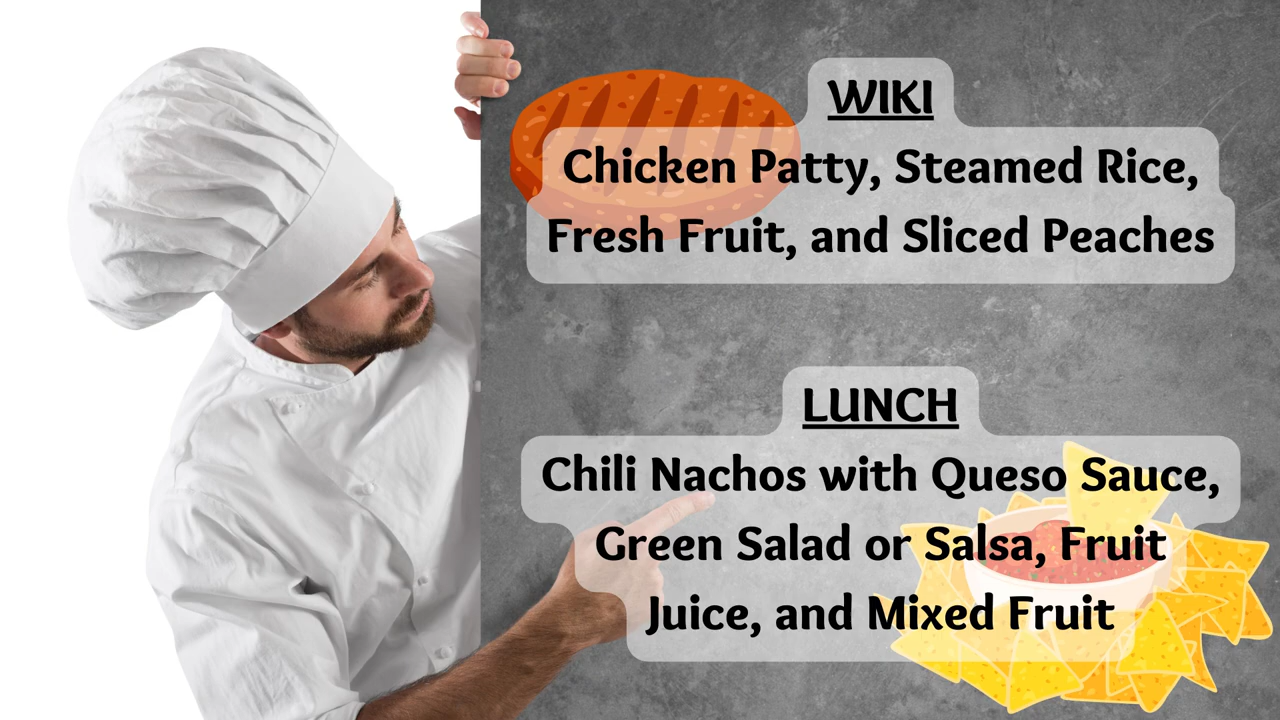 WIKI
Chicken Patty, Steamed Rice,
Fresh Fruit, and Sliced Peaches
LUNCH
Chili Nachos with Queso Sauce,
Green Salad or Salsa, Fruit
Juice, and Mixed Fruit